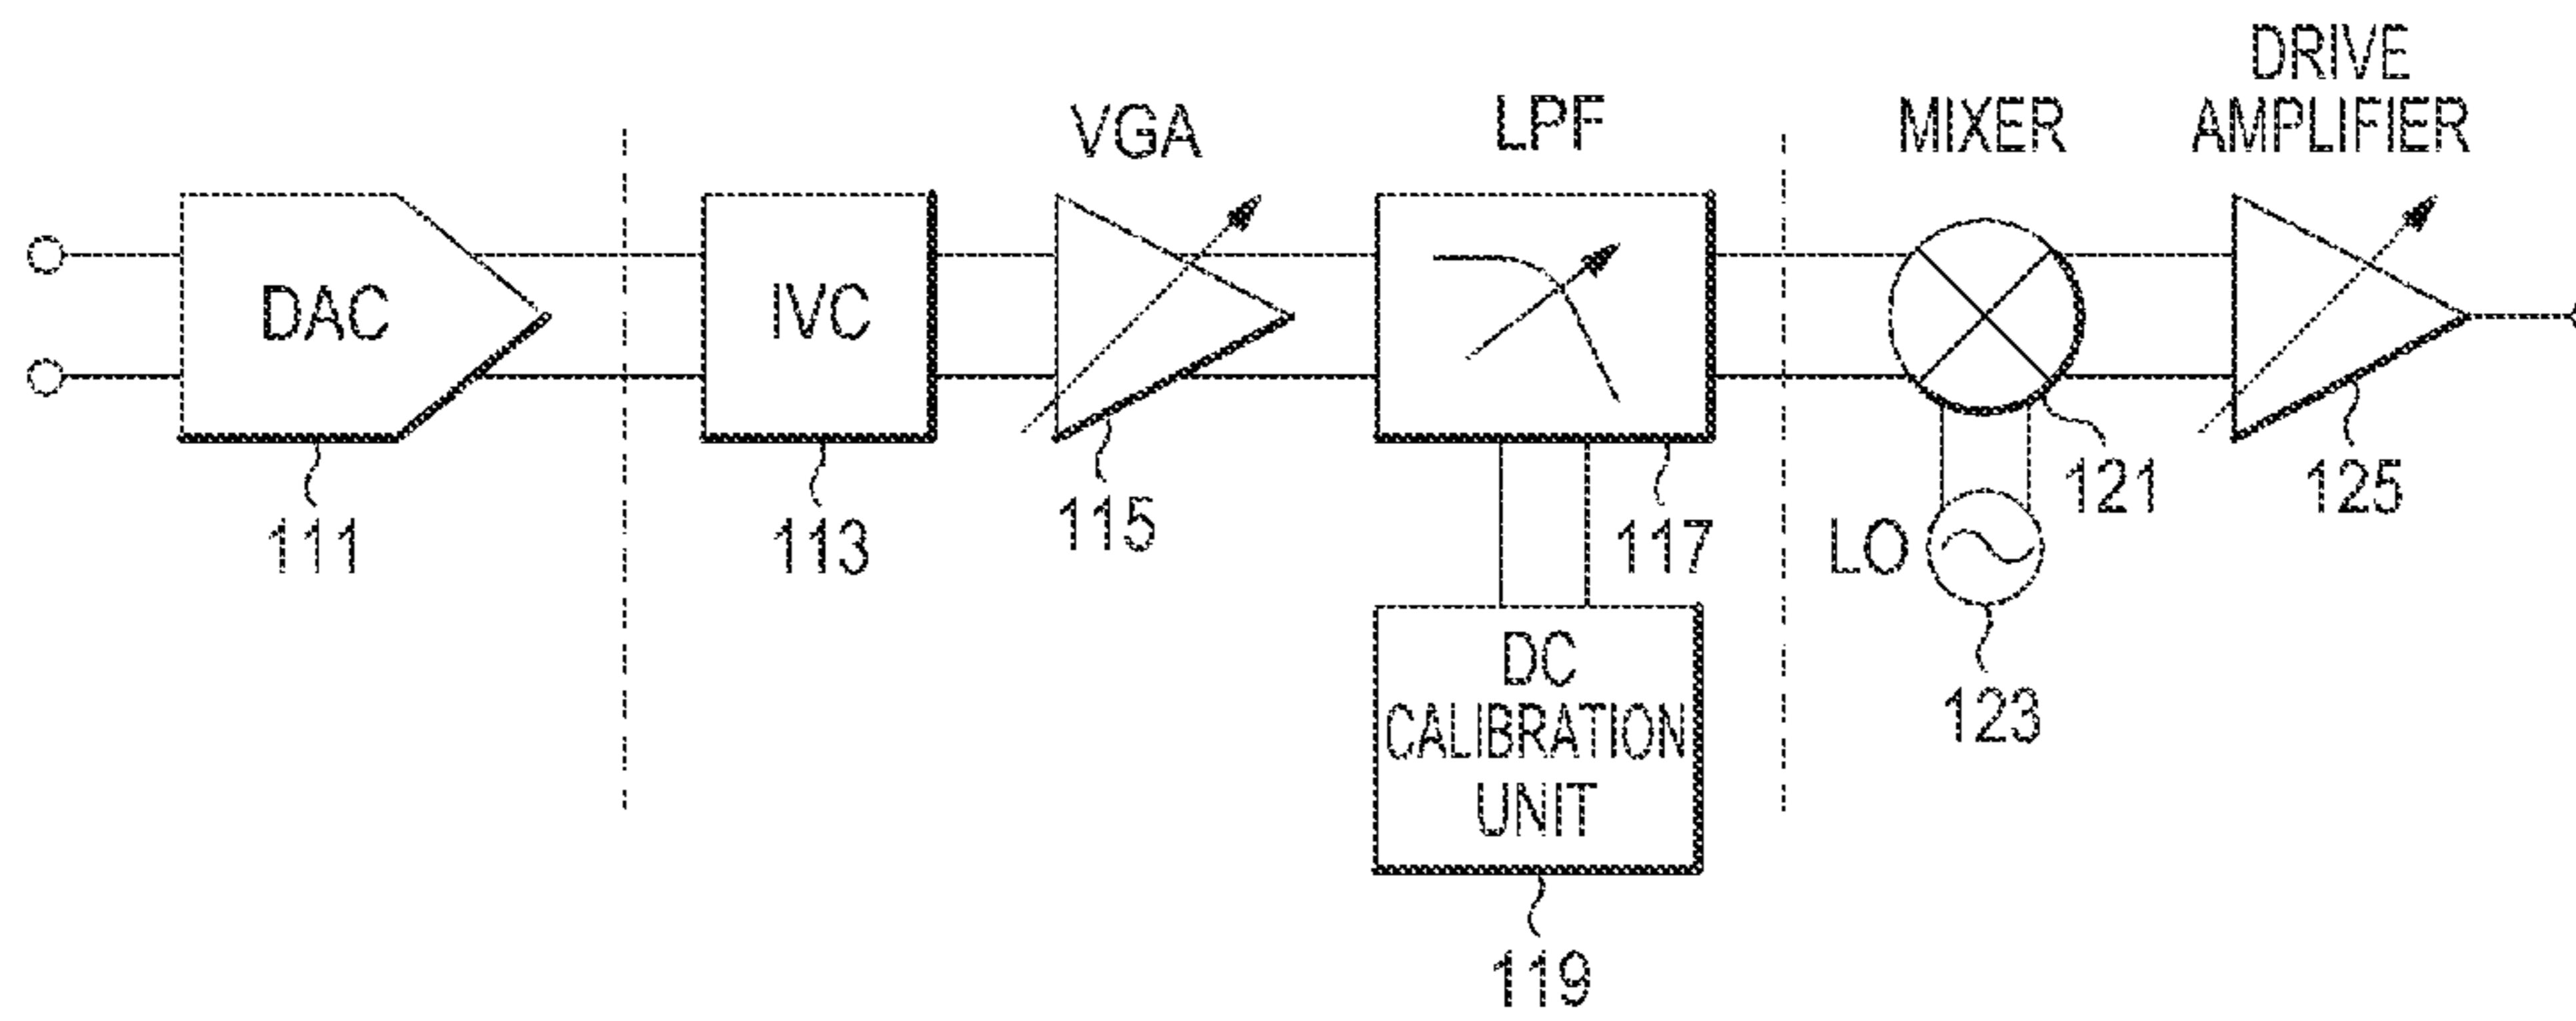 DRIVE
VGA LPF MIXER AMPLIFIER
DAC IVC
111 113 115 117 LO 121 125
DC
CALIBRATION
UNIT
123
119